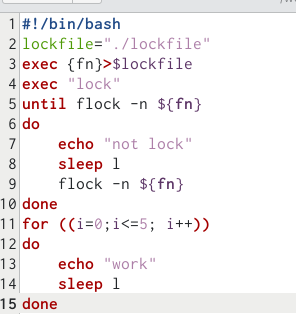 1 #!/bin/bash
2 lockfile="./lockfile"
3 exec {fn}>$lockfile
4 exec "lock"
5 until flock -n ${fn}
6 do
7     echo "not lock"
8     sleep 1
9     flock -n ${fn}
10 done
11 for ((i=0;i<=5; i++))
12 do
13     echo "work"
14     sleep 1
15 done